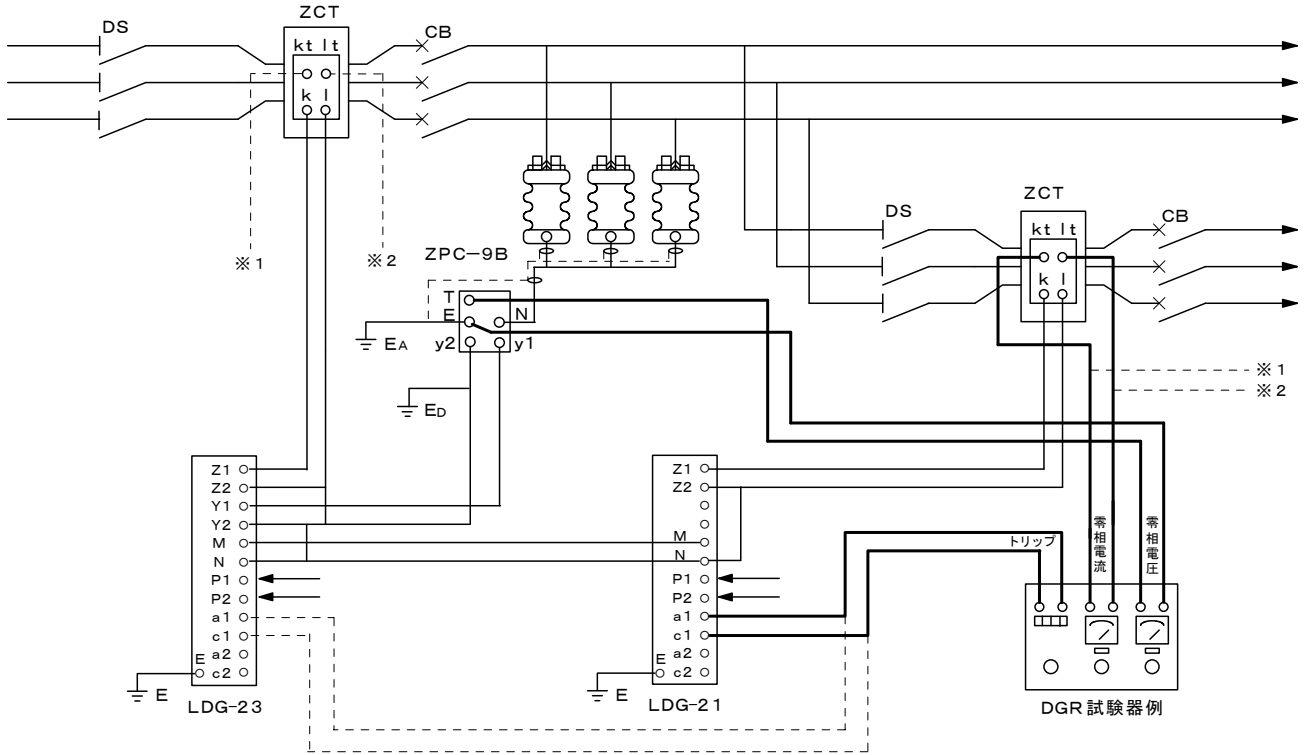 ZCT
DS
CB
kt lt
k l
※1
※2
ZPC-9B
T
E
N
EA
y2
y1
ED
ZCT
DS
CB
kt lt
k l
※1
※2
Z1
Z2
Y1
Y2
M
N
P1
P2
a1
c1
a2
E
c2
E
LDG-23
Z1
Z2
M
N
P1
P2
a1
c1
a2
E
c2
E
LDG-21
トリップ
零相電流
零相電圧
DGR試験器例